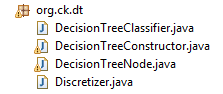 org.ck.dt
DecisionTreeClassifier.java
DecisionTreeConstructor.java
DecisionTreeNode.java
Discretizer.java